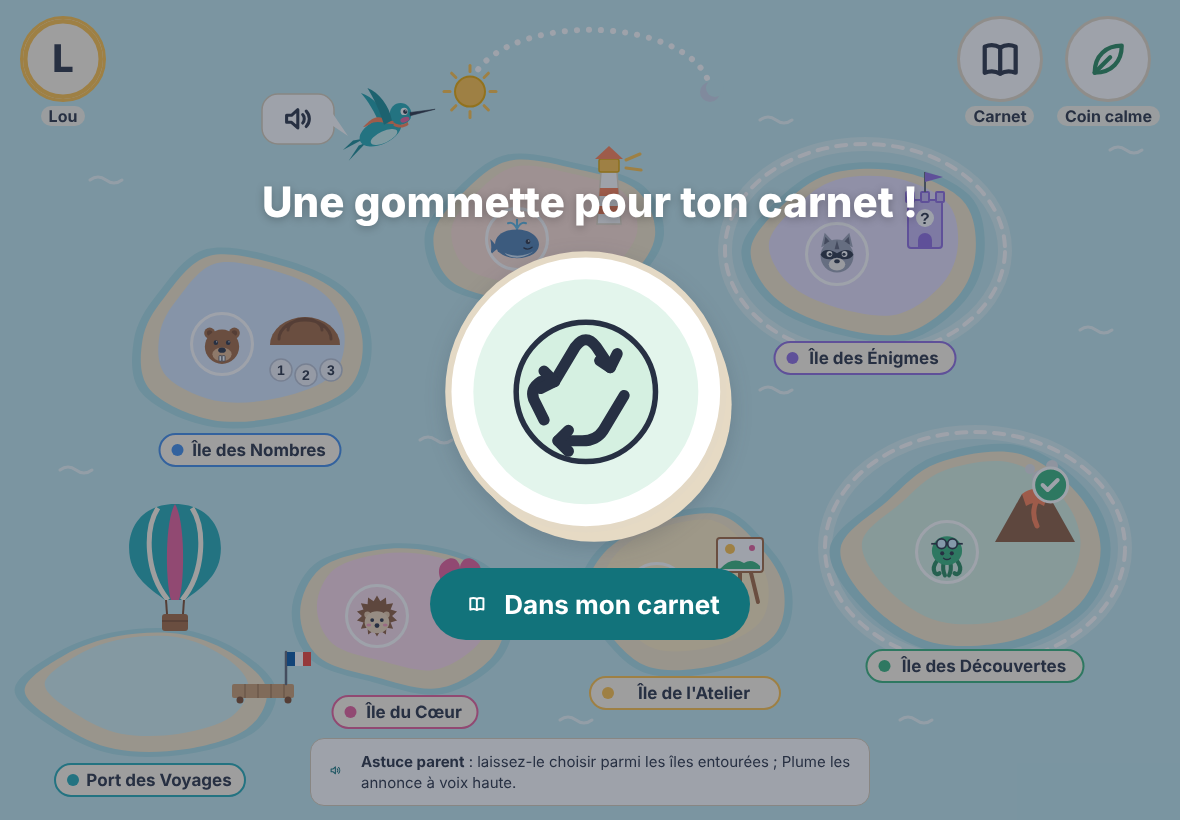 L
Lou
Carnet
Coin calme
Une gommette pour ton carnet !
?
Île des Énigmes
1 2 3
Île des Nombres
Dans mon carnet
Île des Découvertes
Île de l'Atelier
Île du Cœur
Port des Voyages
Astuce parent : laissez-le choisir parmi les îles entourées ; Plume les
annonce à voix haute.